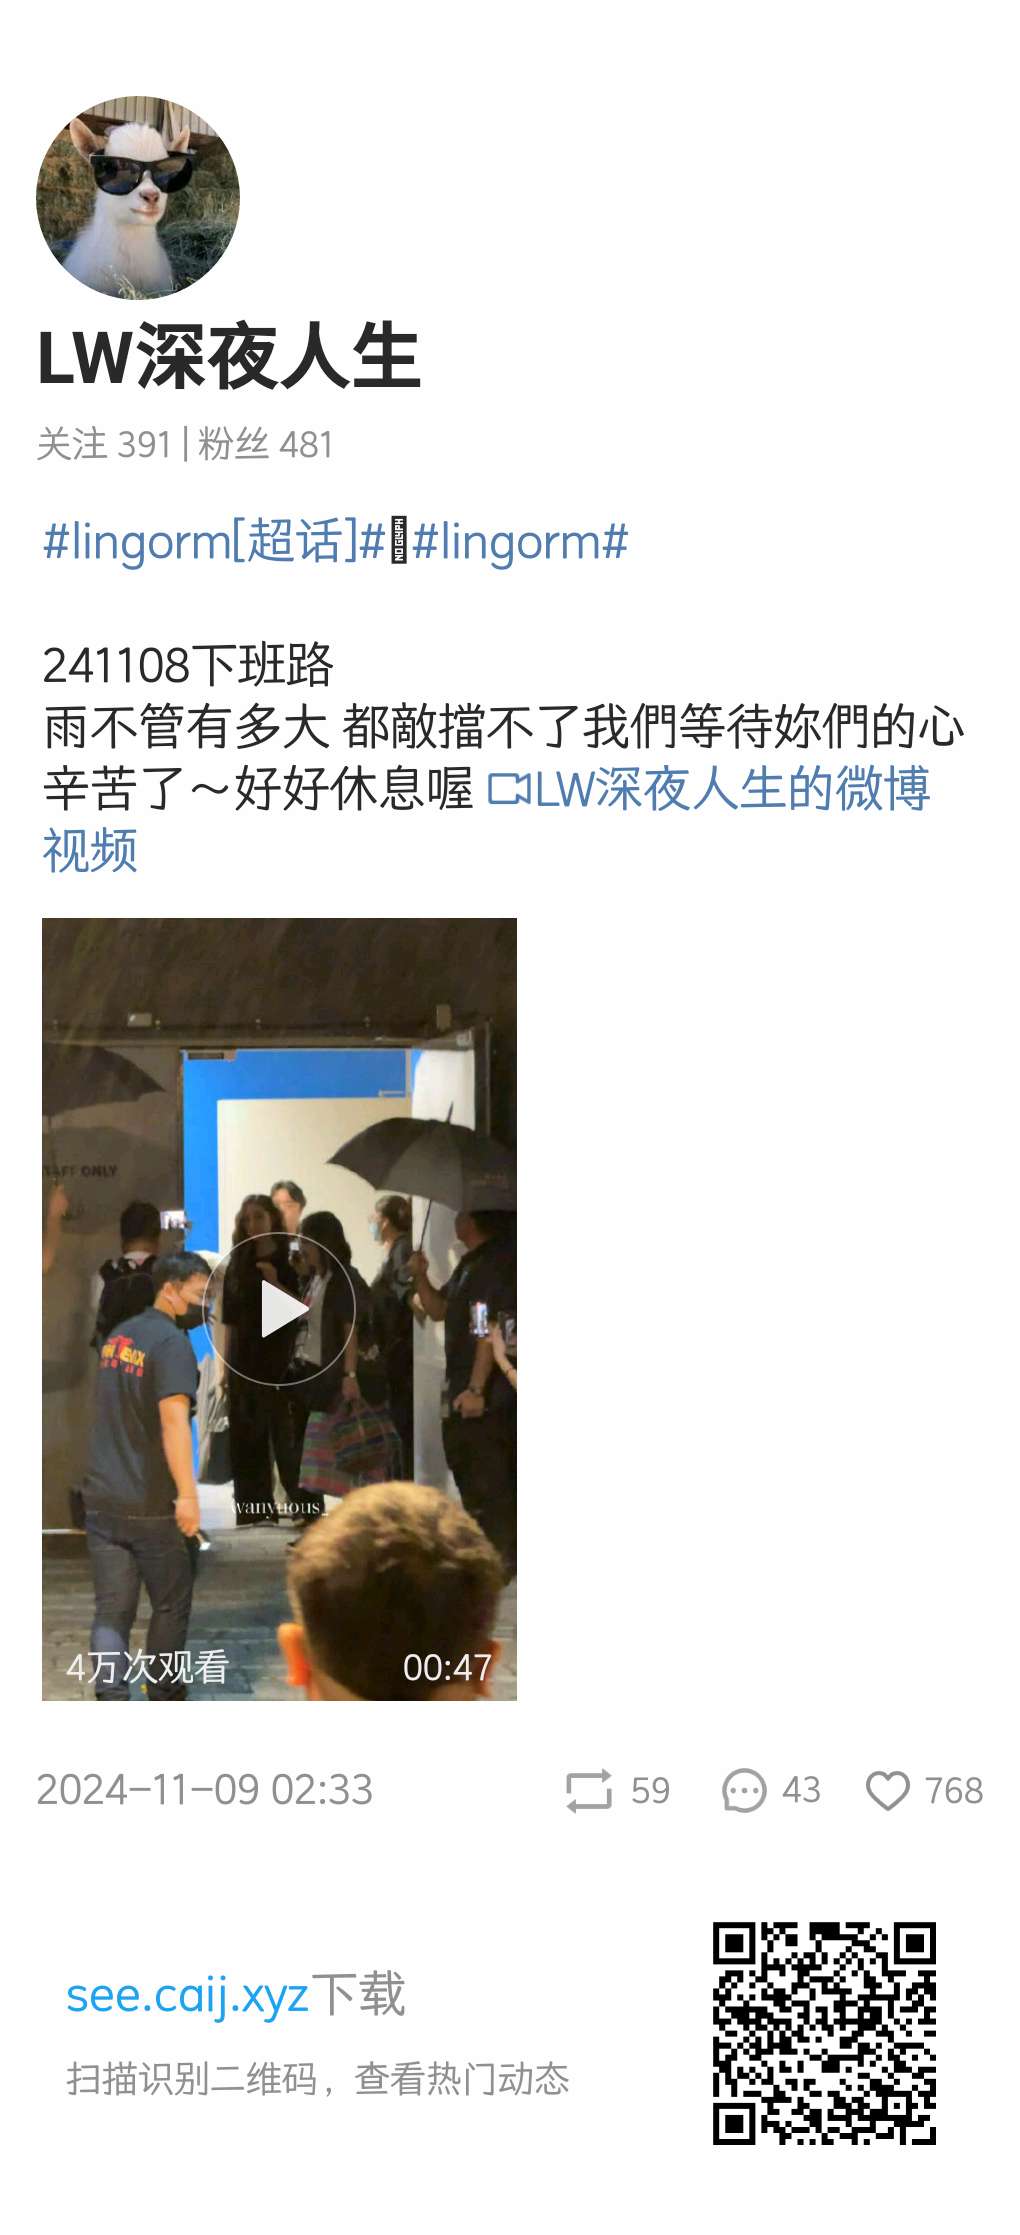 LW深夜人生
关注 391 | 粉丝 481
#lingorm[超话]##lingorm#
241108下班路
雨不管有多大 都敵擋不了我們等待妳們的心
辛苦了～好好休息喔 LW深夜人生的微博
视频
STAFF ONLY
wanyuous_
4万次观看
00:47
2024-11-09 02:33
59
43
768
see.caij.xyz下载
扫描识别二维码，查看热门动态